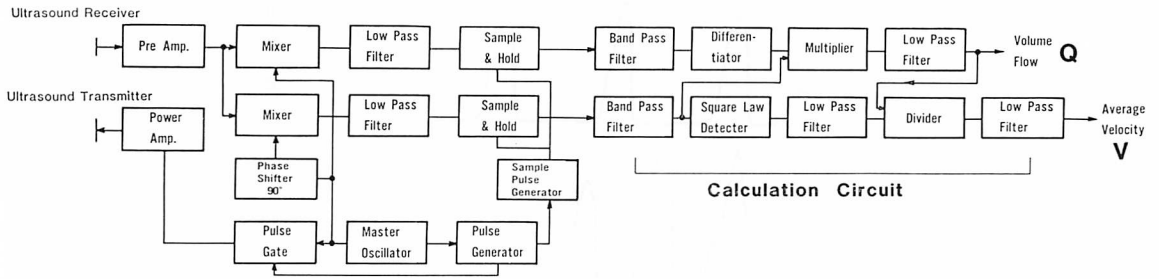 Ultrasound Receiver
Pre Amp.
Mixer
Low Pass
Filter
Sample
& Hold
Band Pass
Filter
Differen-
tiator
Multiplier
Low Pass
Filter
Volume
Flow Q
Ultrasound Transmitter
Power
Amp.
Mixer
Low Pass
Filter
Sample
& Hold
Band Pass
Filter
Square Law
Detecter
Low Pass
Filter
Divider
Low Pass
Filter
Average
Velocity
V
Phase
Shifter
90°
Sample
Pulse
Generator
Calculation Circuit
Pulse
Gate
Master
Oscillator
Pulse
Generator